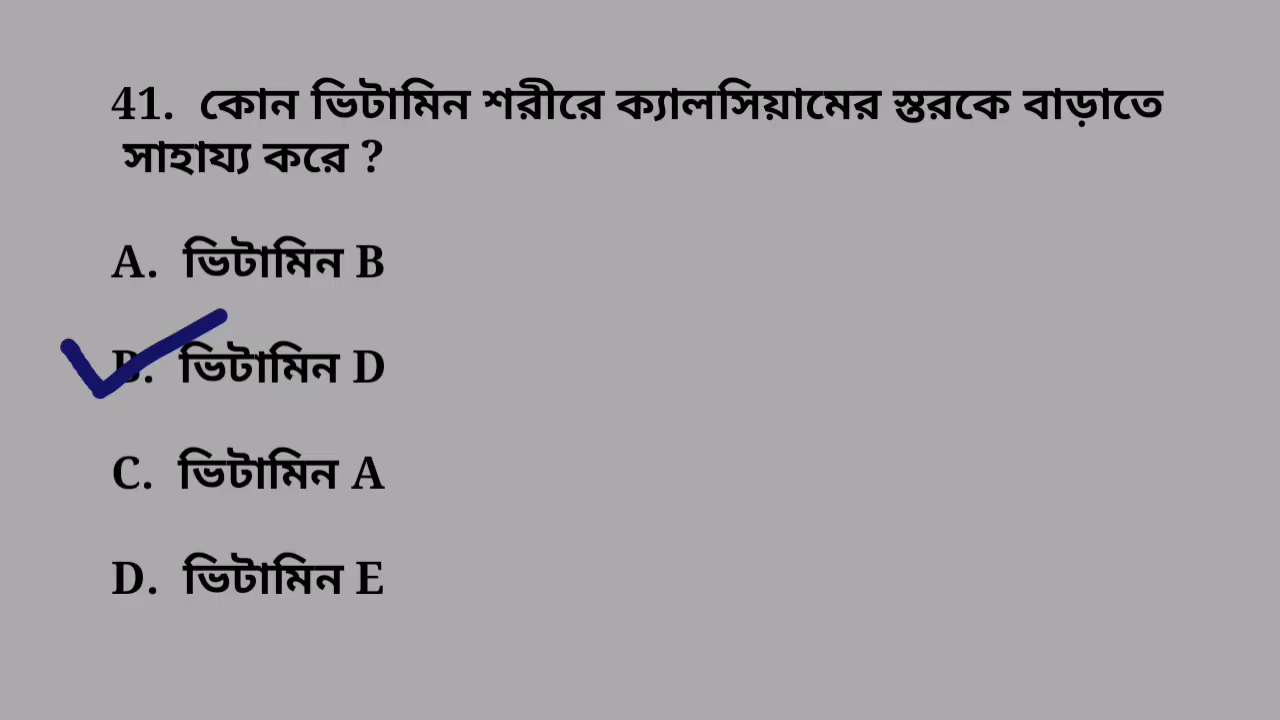 41. কোন ভিটামিন শরীরে ক্যালসিয়ামের স্তরকে বাড়াতে
সাহায্য করে ?
A. ভিটামিন B
B. ভিটামিন D
C. ভিটামিন A
D. ভিটামিন E